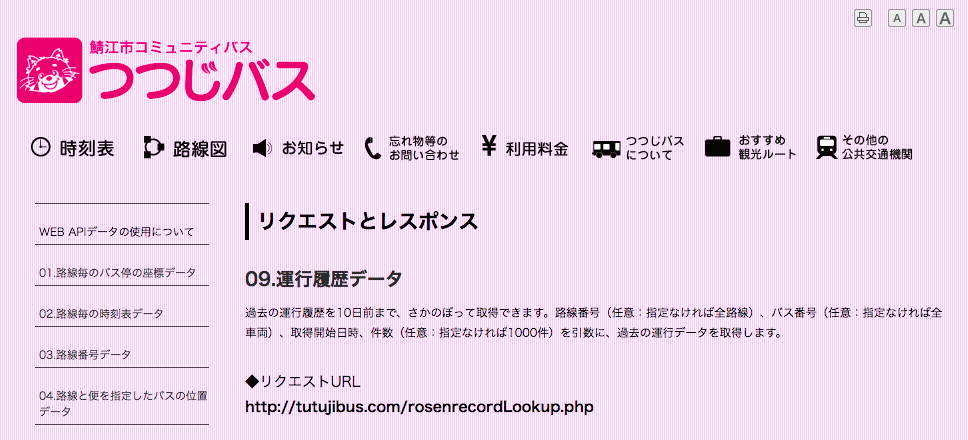 A A A
鯖江市コミュニティバス
つつじバス
時刻表
路線図
お知らせ
忘れ物等の
お問い合わせ
¥ 利用料金
つつじバス
について
おすすめ
観光ルート
その他の
公共交通機関
WEB APIデータの使用について
01.路線毎のバス停の座標データ
02.路線毎の時刻表データ
03.路線番号データ
04.路線と便を指定したバスの位置
データ
リクエストとレスポンス
09.運行履歴データ
過去の運行履歴を10日前まで、さかのぼって取得できます。路線番号（任意：指定なければ全路線）、バス番号（任意：指定なければ全
車両）、取得開始日時、件数（任意：指定なければ1000件）を引数に、過去の運行データを取得します。
◆リクエストURL
http://tutujibus.com/rosenrecordLookup.php